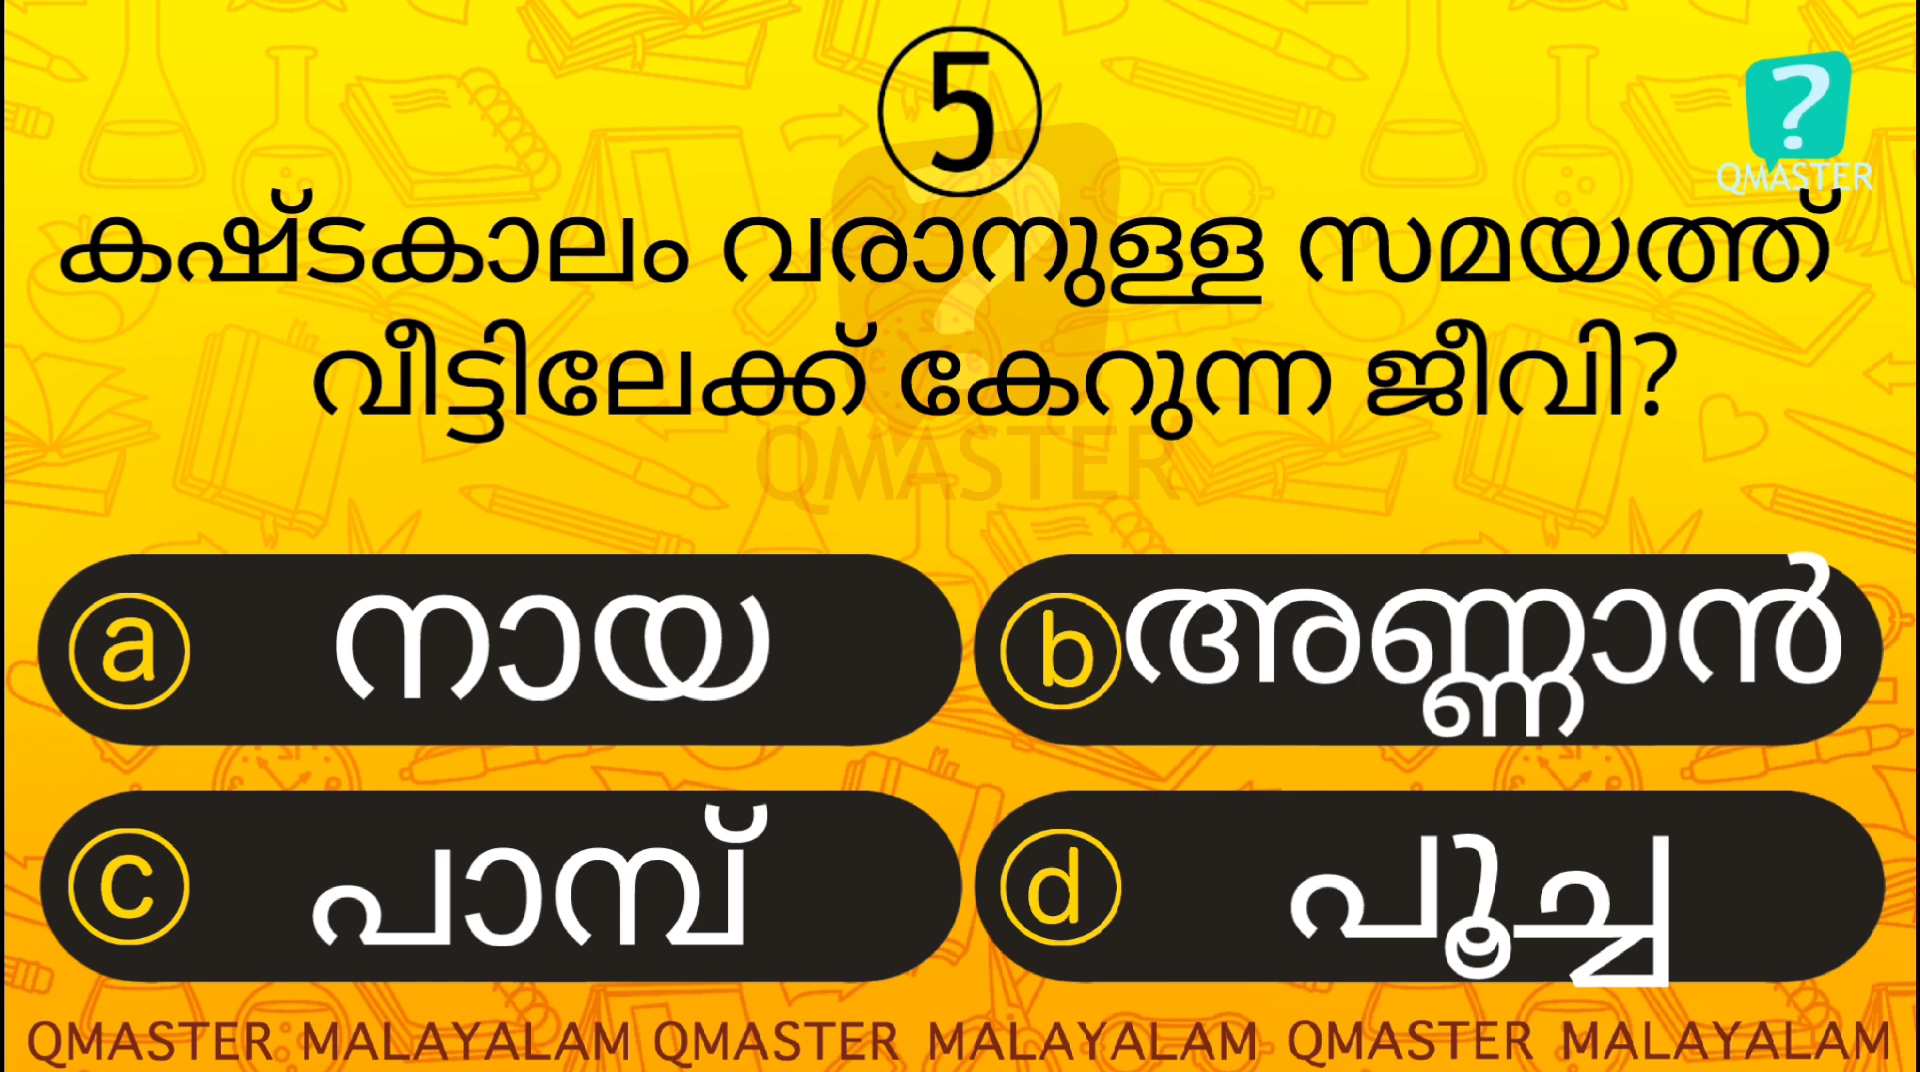 5
QMASTER
കഷ്ടകാലം വരാനുള്ള സമയത്ത്
വീട്ടിലേക്ക് കേറുന്ന ജീവി?
QMASTER
a നായ
b അണ്ണാൻ
c പാമ്പ്
d പൂച്ച
QMASTER MALAYALAM QMASTER MALAYALAM QMASTER MALAYALAM